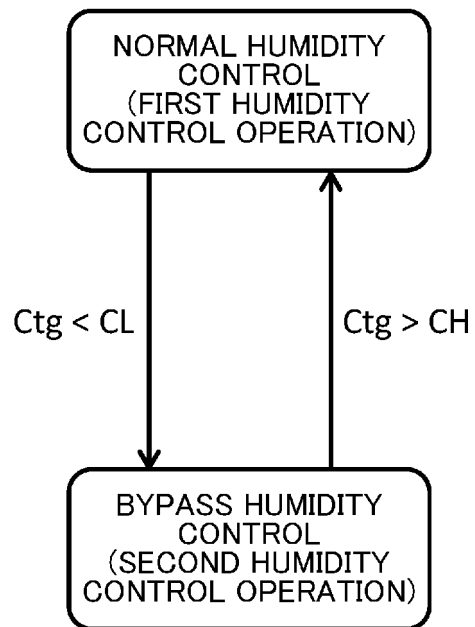 NORMAL HUMIDITY
CONTROL
(FIRST HUMIDITY
CONTROL OPERATION)
Ctg < CL
Ctg > CH
BYPASS HUMIDITY
CONTROL
(SECOND HUMIDITY
CONTROL OPERATION)